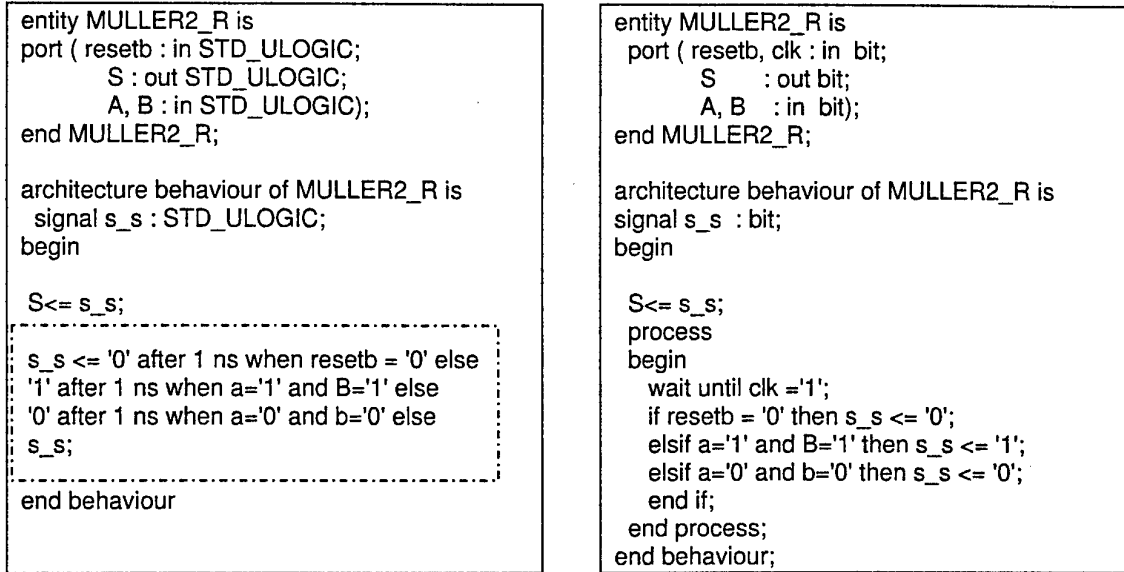 entity MULLER2_R is
port ( resetb : in STD_ULOGIC;
S : out STD_ULOGIC;
A, B : in STD_ULOGIC);
end MULLER2_R;
architecture behaviour of MULLER2_R is
signal s_s : STD_ULOGIC;
begin
S<= s_s;
s_s <= '0' after 1 ns when resetb = '0' else
'1' after 1 ns when a='1' and B='1' else
'0' after 1 ns when a='0' and b='0' else
s_s;
end behaviour
entity MULLER2_R is
port ( resetb, clk : in bit;
S : out bit;
A, B : in bit);
end MULLER2_R;
architecture behaviour of MULLER2_R is
signal s_s : bit;
begin
S<= s_s;
process
begin
wait until clk ='1';
if resetb = '0' then s_s <= '0';
elsif a='1' and B='1' then s_s <= '1';
elsif a='0' and b='0' then s_s <= '0';
end if;
end process;
end behaviour;